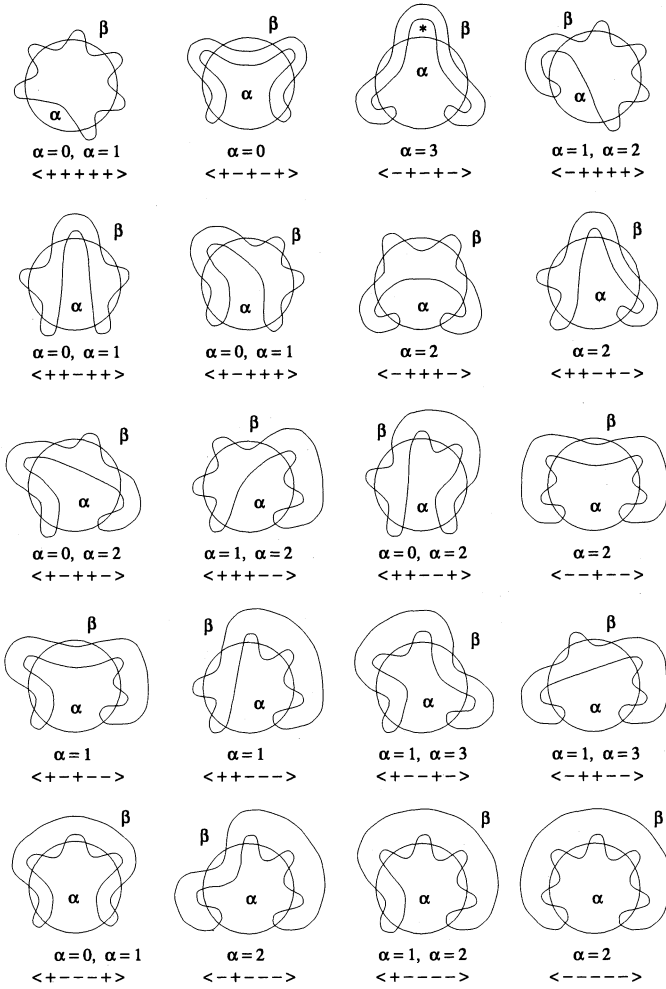 β β * β β
α α α α
α = 0, α = 1 α = 0 α = 3 α = 1, α = 2
<+++++> <+-+-+> <-+-+-> <-++++>
β β β β
α α α α
α = 0, α = 1 α = 0, α = 1 α = 2 α = 2
<++-++> <+-+++> <-+++-> <++-+->
β β β β
α α α α
α = 0, α = 2 α = 1, α = 2 α = 0, α = 2 α = 2
<+-++-> <+++--> <++--+> <--+-->
β β β β
α α α α
α = 1 α = 1 α = 1, α = 3 α = 1, α = 3
<+-+--> <++---> <+--+-> <-++-->
β β β β
α α α α
α = 0, α = 1 α = 2 α = 1, α = 2 α = 2
<+---+> <-+---> <+----> <----->